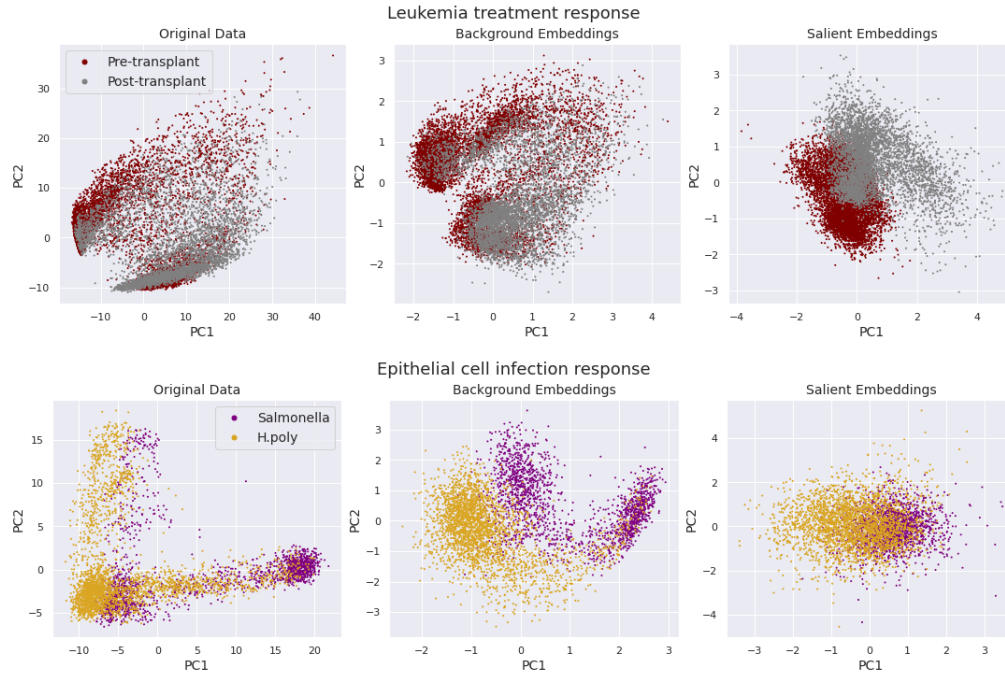 Leukemia treatment response
Original Data
Background Embeddings
Salient Embeddings
Pre-transplant
Post-transplant
PC2
30
20
10
0
−10
−10 0 10 20 30 40
PC1
PC2
3
2
1
0
−1
−2
−2 −1 0 1 2 3 4
PC1
PC2
3
2
1
0
−1
−2
−3
−4 −2 0 2 4
PC1
Epithelial cell infection response
Original Data
Background Embeddings
Salient Embeddings
Salmonella
H.poly
PC2
15
10
5
0
−5
−10 −5 0 5 10 15 20
PC1
PC2
3
2
1
0
−1
−2
−3
−2 −1 0 1 2 3
PC1
PC2
4
2
0
−2
−4
−3 −2 −1 0 1 2 3
PC1